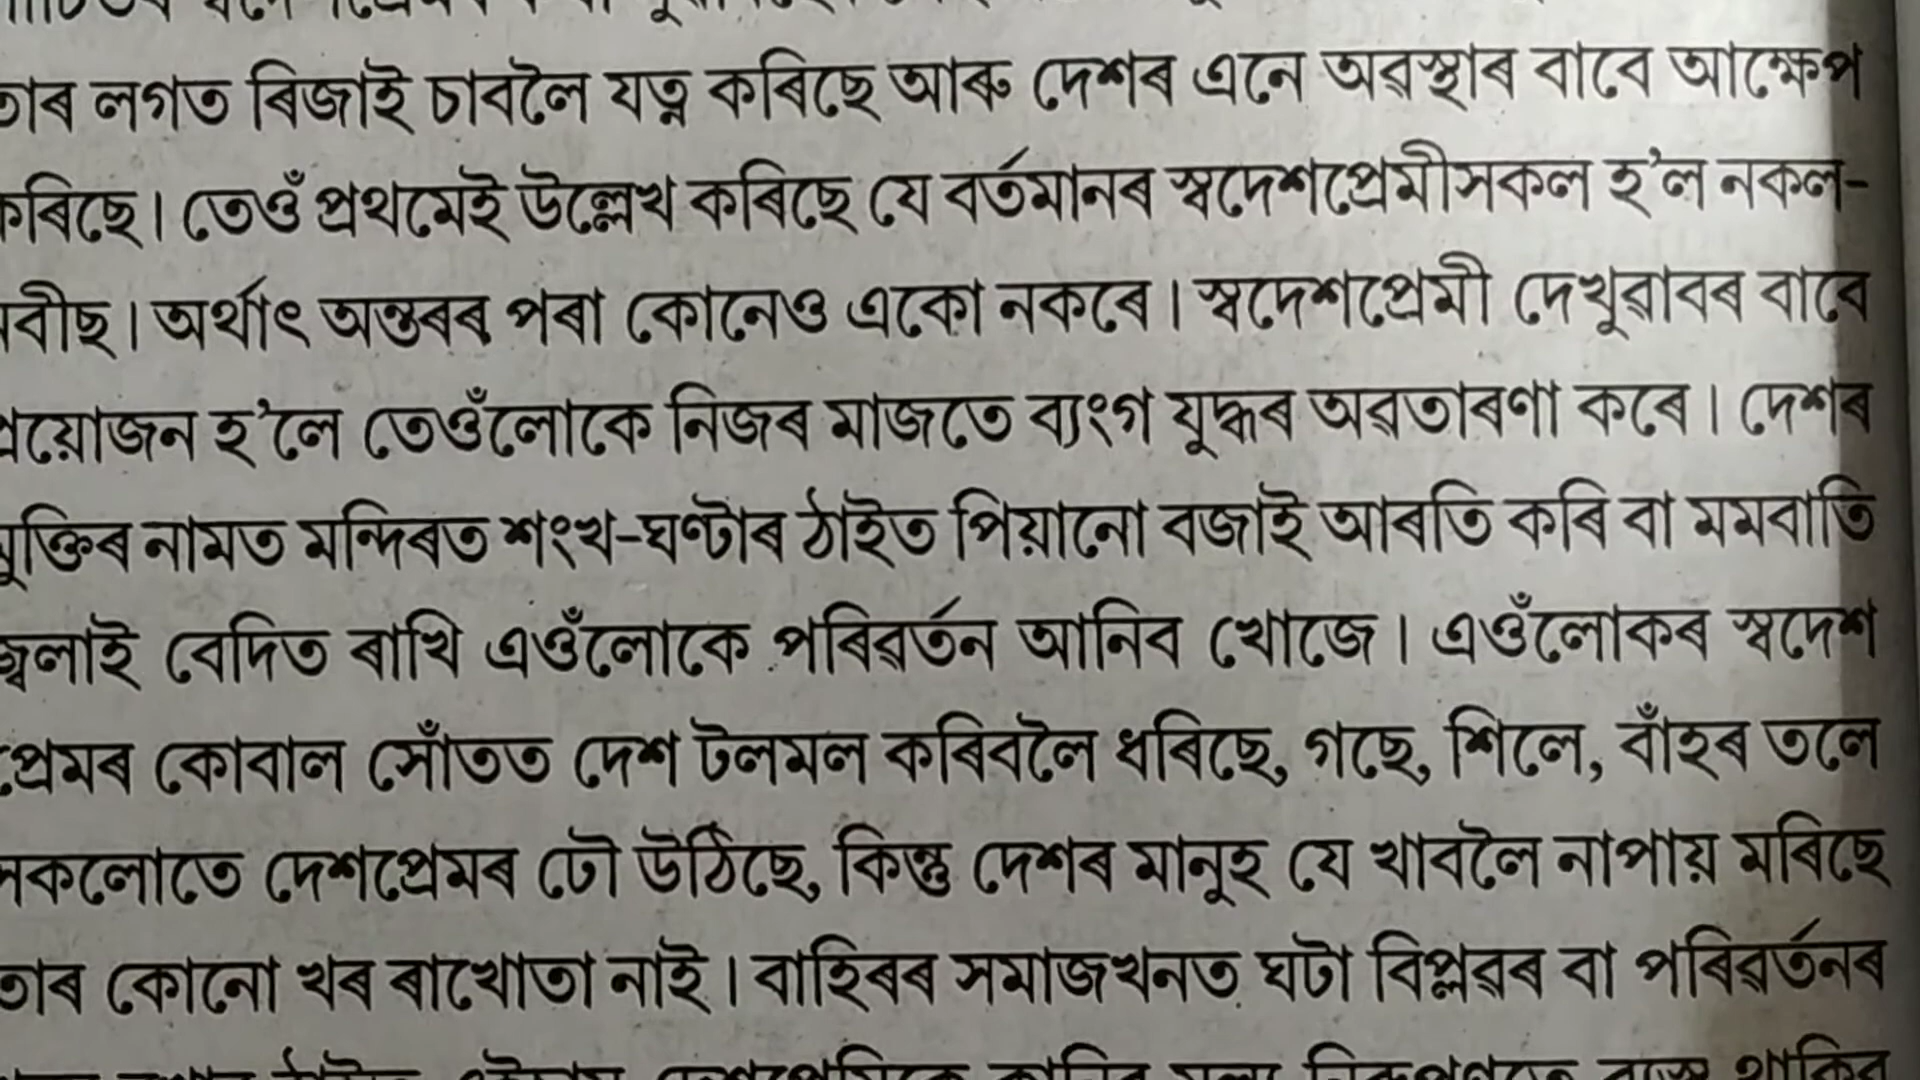 তাৰ লগত ৰিজাই চাবলৈ যত্ন কৰিছে আৰু দেশৰ এনে অৱস্থাৰ বাবে আক্ষেপ
কৰিছে। তেওঁ প্ৰথমেই উল্লেখ কৰিছে যে বৰ্তমানৰ স্বদেশপ্ৰেমীসকল হ’ল নকল-
নবীছ। অৰ্থাৎ অন্তৰৰ পৰা কোনেও একো নকৰে। স্বদেশপ্ৰেমী দেখুৱাবৰ বাবে
প্ৰয়োজন হ’লে তেওঁলোকে নিজৰ মাজতে ব্যংগ যুদ্ধৰ অৱতাৰণা কৰে। দেশৰ
মুক্তিৰ নামত মন্দিৰত শংখ-ঘণ্টাৰ ঠাইত পিয়ানো বজাই আৰতি কৰি বা মমবাতি
জ্বলাই বেদিত ৰাখি এওঁলোকে পৰিৱৰ্তন আনিব খোজে। এওঁলোকৰ স্বদেশ
প্ৰেমৰ কোবাল সোঁতত দেশ টলমল কৰিবলৈ ধৰিছে, গছে, শিলে, বাঁহৰ তলে
সকলোতে দেশপ্ৰেমৰ ঢৌ উঠিছে, কিন্তু দেশৰ মানুহ যে খাবলৈ নাপায় মৰিছে
তাৰ কোনো খৰ ৰাখোতা নাই। বাহিৰৰ সমাজখনত ঘটা বিপ্লৱৰ বা পৰিৱৰ্তনৰ